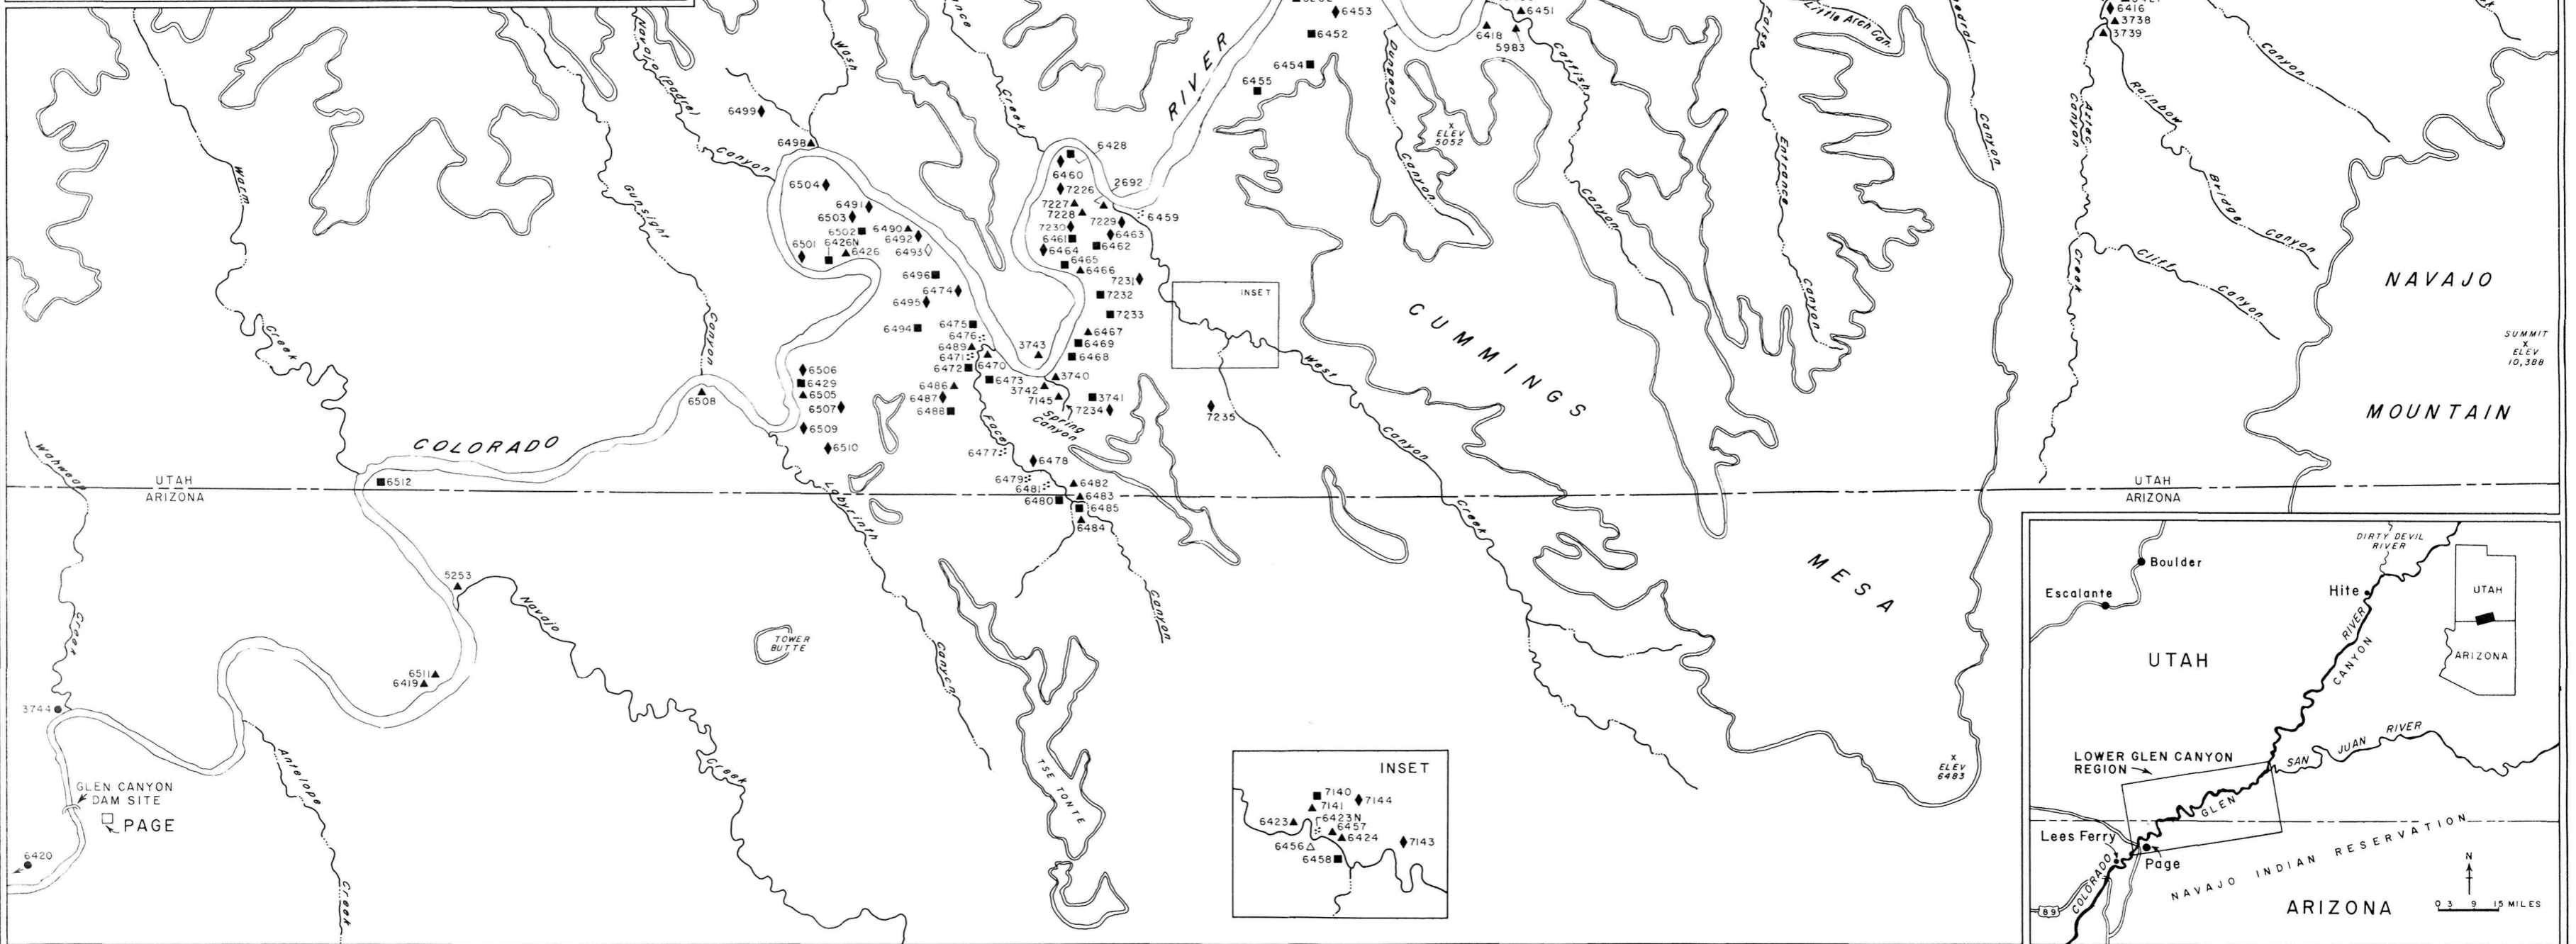 6453
6452
6454
6455
6418
6451
5983
6416
3738
3739
Little Arch Can.
False
Entrance
Canyon
Catfish
Canyon
Dungeon
Canyon
Canyon
RIVER
Creek
Wash
Navajo (Padre)
Canyon
Warm
Creek
Gunsight
Canyon
6499
6498
6504
6491
6503
6502
6490
6492
6493
6501
6426N
6426
6496
6474
6495
6494
6475
6476
6489
6471
6470
6472
6473
6486
6487
6488
6428
6460
2692
7226
7227
7228
7229
6459
7230
6463
6461
6462
6464
6465
6466
7231
7232
7233
6467
6469
6468
3743
3740
3742
7145
3741
7234
Spring
Canyon
INSET
7235
West
Canyon
Creek
ELEV
5052
CUMMINGS
MESA
Aztec
Canyon
Creek
Rainbow
Bridge
Canyon
Cliff
Canyon
Canyon
NAVAJO
MOUNTAIN
SUMMIT
X
ELEV
10,388
6506
6429
6505
6507
6509
6510
6508
COLORADO
Wahweap
Creek
UTAH
ARIZONA
6512
Face
Canyon
6477
6478
6479
6481
6480
6482
6483
6485
6484
Labyrinth
Canyon
UTAH
ARIZONA
5253
Navajo
Creek
TOWER
BUTTE
6511
6419
3744
GLEN CANYON
DAM SITE
PAGE
6420
Antelope
Creek
TSE TONTE
X
ELEV
6483
INSET
7140
7144
7141
6423
6423N
6457
6424
6456
7143
6458
DIRTY DEVIL
RIVER
Boulder
Escalante
Hite
UTAH
ARIZONA
UTAH
RIVER
CANYON
LOWER GLEN CANYON
REGION
SAN JUAN RIVER
GLEN
Lees Ferry
Page
COLORADO
NAVAJO INDIAN RESERVATION
89
ARIZONA
N
0 3 9 15 MILES